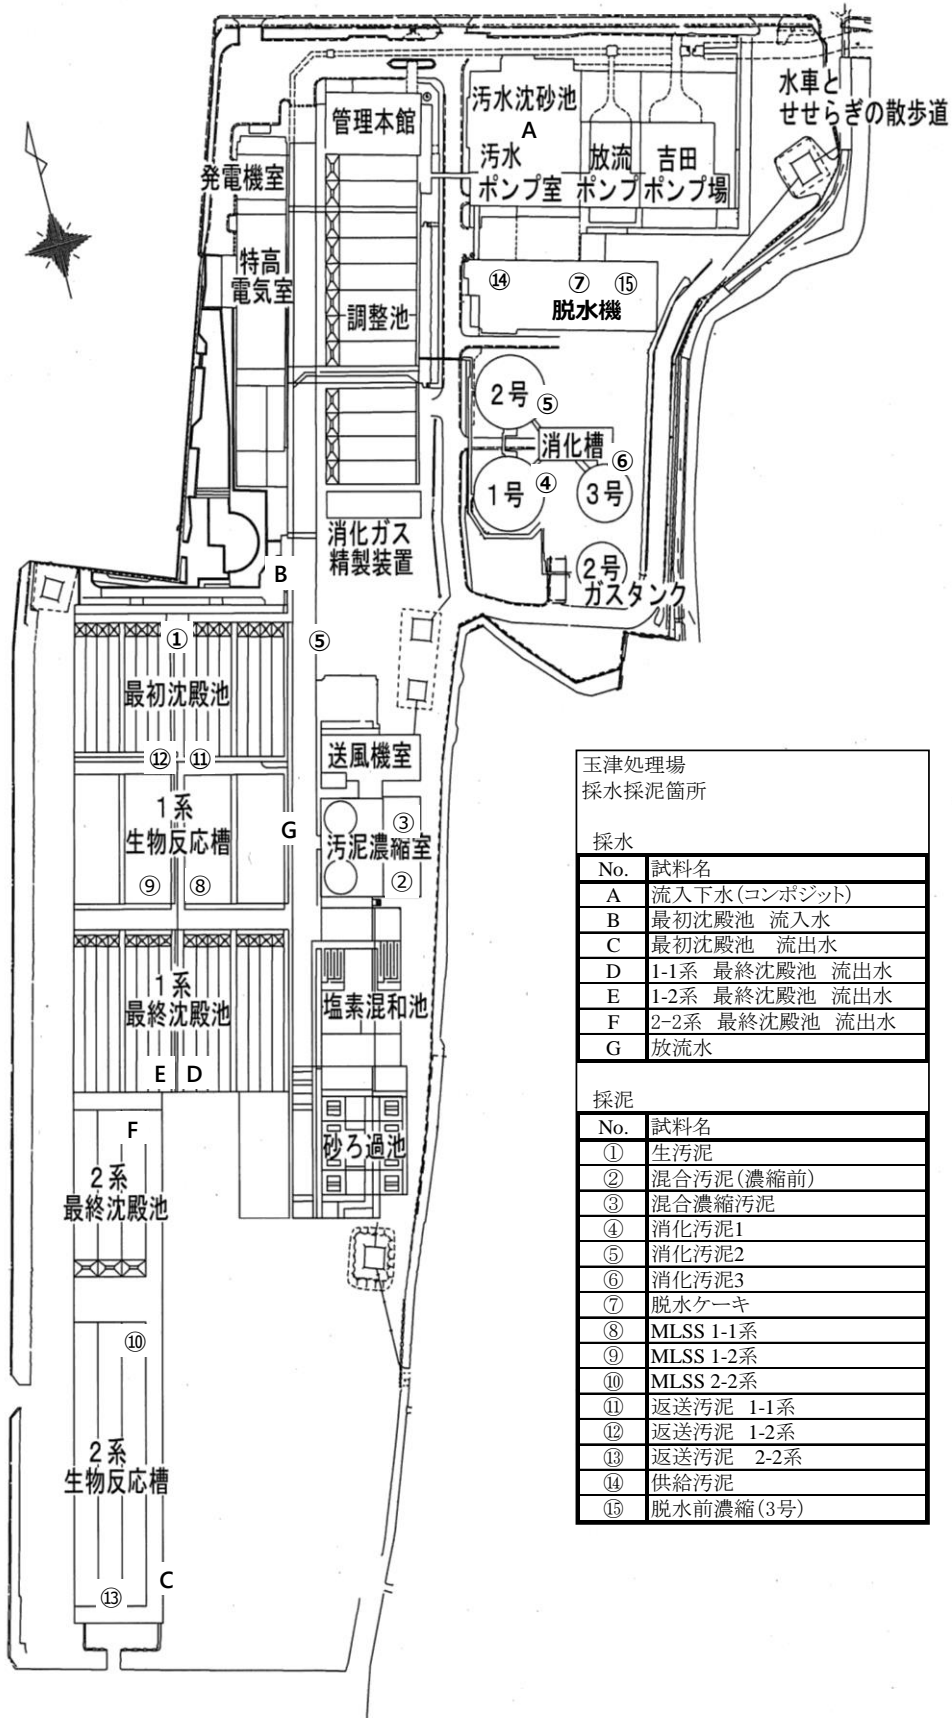 水車と
せせらぎの散歩道
管理本館
汚水沈砂池
A
汚水
ポンプ室
放流
ポンプ
吉田
ポンプ場
発電機室
特高
電気室
調整池
⑭
⑦
⑮
脱水機
2号
⑤
消化槽
⑥
1号
④
3号
消化ガス
精製装置
2号
ガスタンク
B
①
⑤
最初沈殿池
⑫
⑪
送風機室
1系
生物反応槽
G
③
汚泥濃縮室
②
⑨
⑧
1系
最終沈殿池
塩素混和池
E
D
F
砂ろ過池
2系
最終沈殿池
⑩
2系
生物反応槽
C
⑬
玉津処理場
採水採泥箇所
採水
No. 試料名
A 流入下水(コンポジット)
B 最初沈殿池 流入水
C 最初沈殿池 流出水
D 1-1系 最終沈殿池 流出水
E 1-2系 最終沈殿池 流出水
F 2-2系 最終沈殿池 流出水
G 放流水
採泥
No. 試料名
① 生汚泥
② 混合汚泥(濃縮前)
③ 混合濃縮汚泥
④ 消化汚泥1
⑤ 消化汚泥2
⑥ 消化汚泥3
⑦ 脱水ケーキ
⑧ MLSS 1-1系
⑨ MLSS 1-2系
⑩ MLSS 2-2系
⑪ 返送汚泥 1-1系
⑫ 返送汚泥 1-2系
⑬ 返送汚泥 2-2系
⑭ 供給汚泥
⑮ 脱水前濃縮(3号)